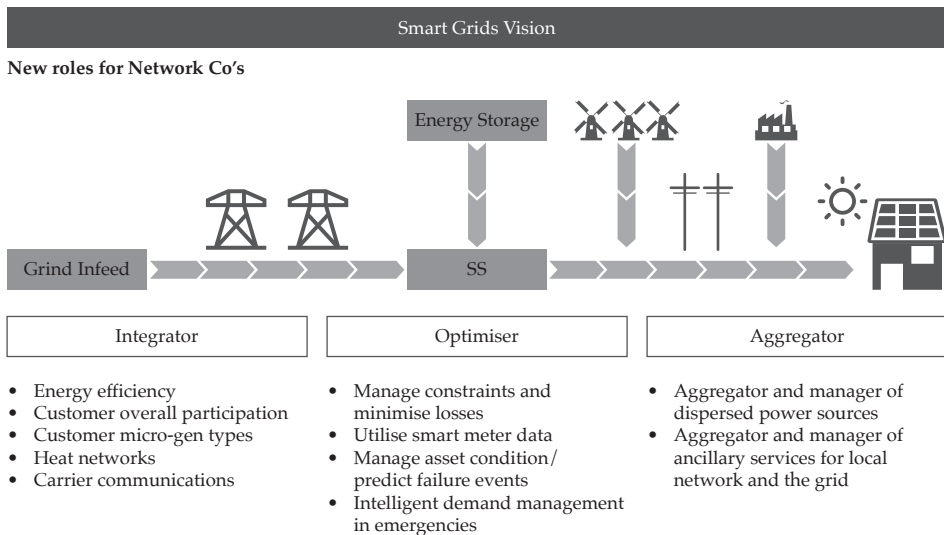 Smart Grids Vision
New roles for Network Co's
Energy Storage
Grind Infeed
SS
Integrator
• Energy efficiency
• Customer overall participation
• Customer micro-gen types
• Heat networks
• Carrier communications
Optimiser
• Manage constraints and
minimise losses
• Utilise smart meter data
• Manage asset condition/
predict failure events
• Intelligent demand management
in emergencies
Aggregator
• Aggregator and manager of
dispersed power sources
• Aggregator and manager of
ancillary services for local
network and the grid